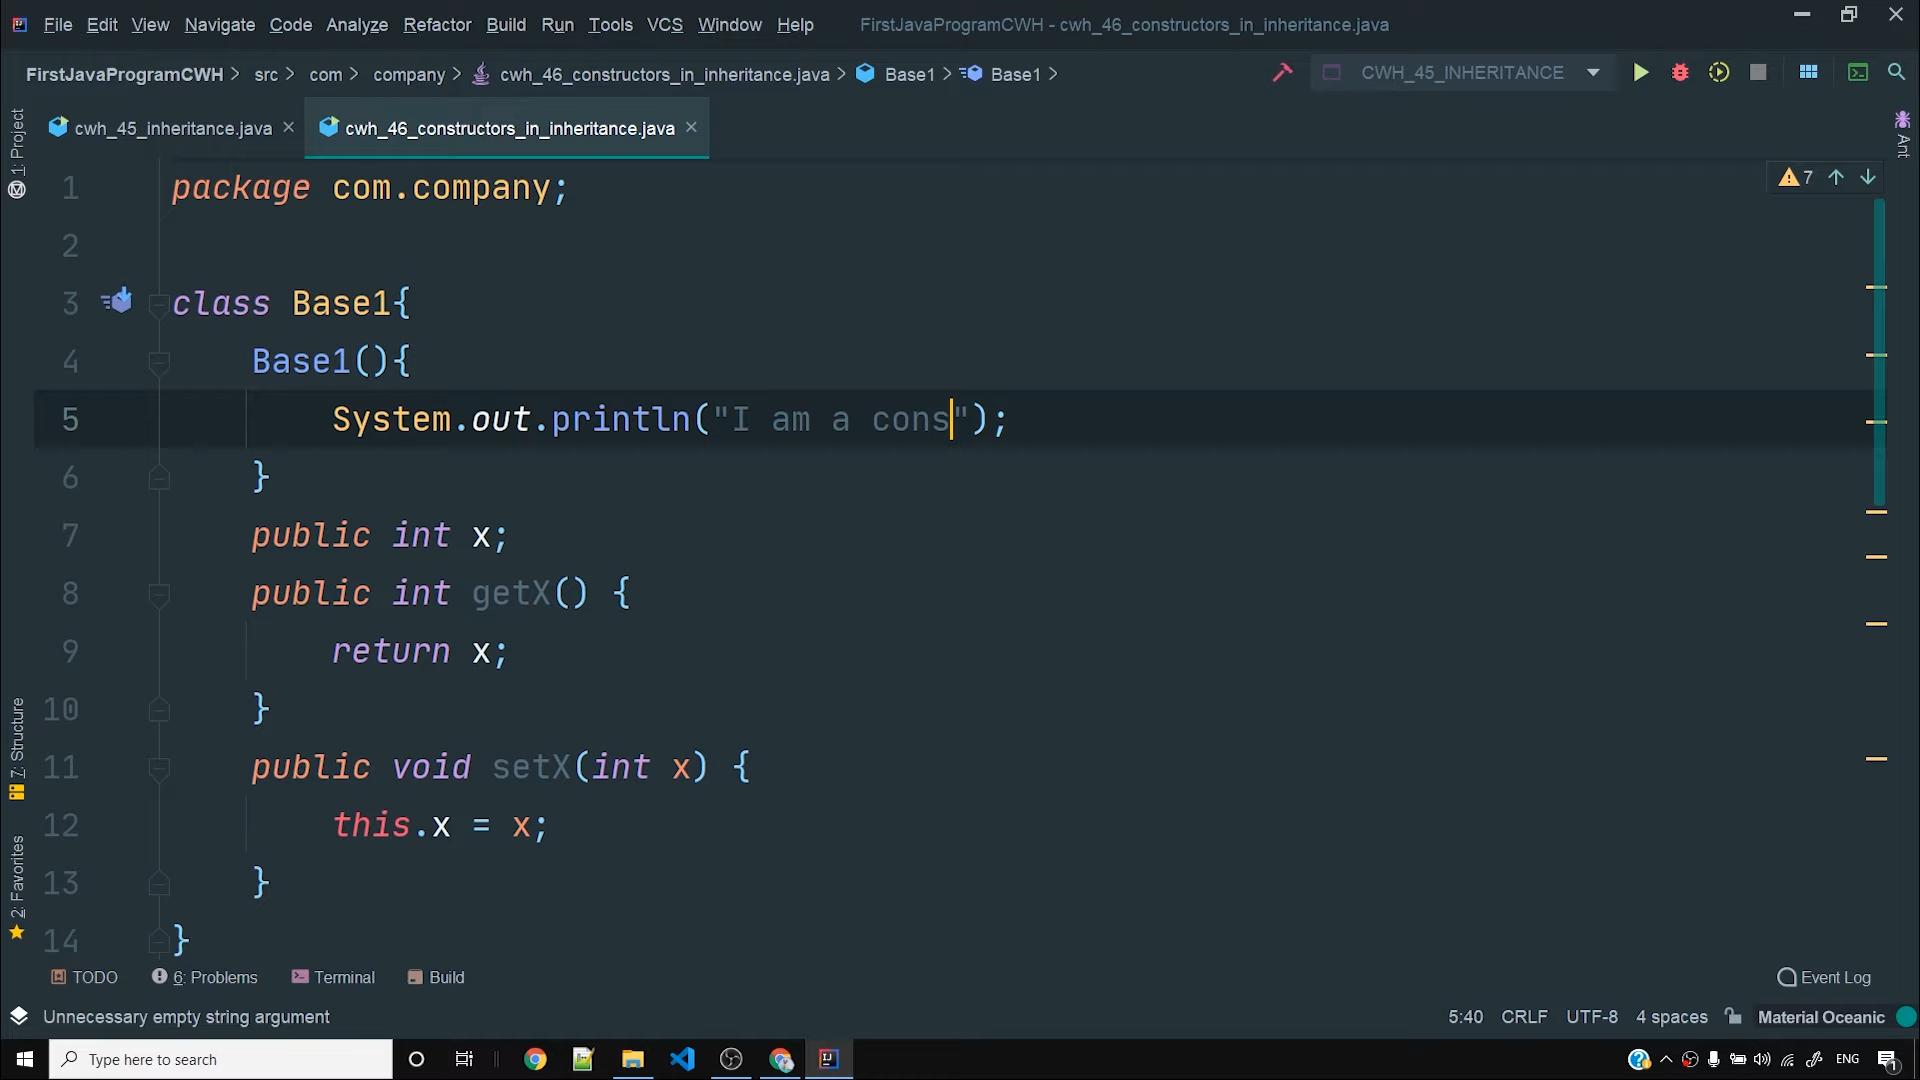 File Edit View Navigate Code Analyze Refactor Build Run Tools VCS Window Help FirstJavaProgramCWH - cwh_46_constructors_in_inheritance.java
FirstJavaProgramCWH src com company cwh_46_constructors_in_inheritance.java Base1 Base1 CWH_45_INHERITANCE
cwh_45_inheritance.java cwh_46_constructors_in_inheritance.java
1: Project
Ant
7
1 package com.company;
2
3 class Base1{
4 Base1(){
5 System.out.println("I am a cons");
6 }
7 public int x;
8 public int getX() {
9 return x;
10 }
11 public void setX(int x) {
12 this.x = x;
13 }
14 }
7: Structure
2: Favorites
TODO 6: Problems Terminal Build Event Log
Unnecessary empty string argument 5:40 CRLF UTF-8 4 spaces Material Oceanic
Type here to search ENG 1